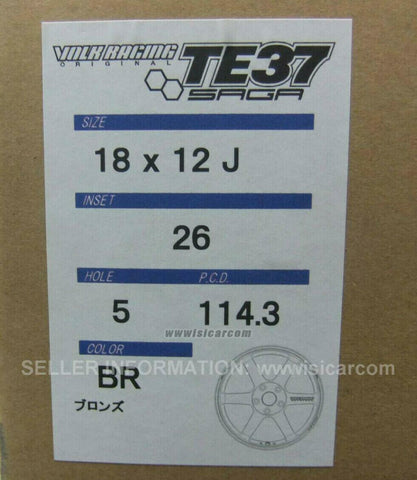 VOLK RACING
ORIGINAL
TE37
SAGA
SIZE
18 x 12 J
INSET
26
HOLE P.C.D.
5 114.3
www.isicar.com
COLOR
SELLER INFORMATION: www.isicar.com
BR
ブロンズ